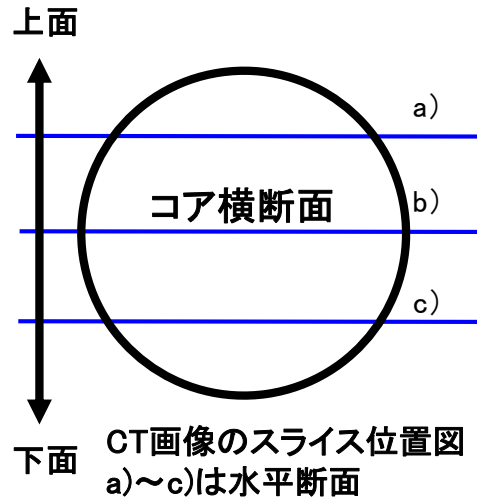 上面
a）
コア横断面
b）
c）
下面
CT画像のスライス位置図
a)～c)は水平断面